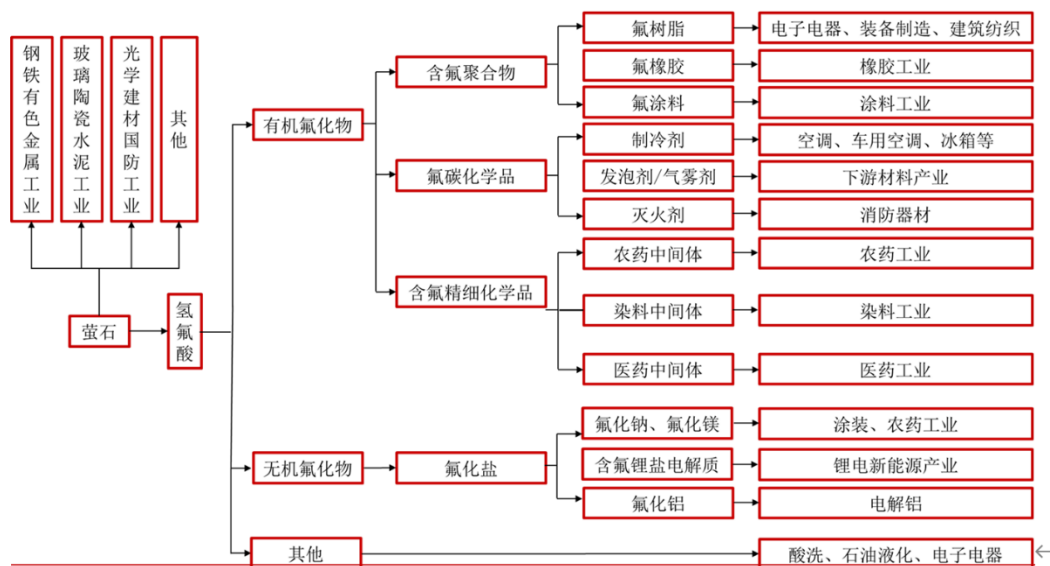 钢铁有色金属工业
玻璃陶瓷水泥工业
光学建材国防工业
其他
萤石
氢氟酸
有机氟化物
含氟聚合物
氟树脂
电子电器、装备制造、建筑纺织
氟橡胶
橡胶工业
氟涂料
涂料工业
氟碳化学品
制冷剂
空调、车用空调、冰箱等
发泡剂/气雾剂
下游材料产业
灭火剂
消防器材
含氟精细化学品
农药中间体
农药工业
染料中间体
染料工业
医药中间体
医药工业
无机氟化物
氟化盐
氟化钠、氟化镁
涂装、农药工业
含氟锂盐电解质
锂电新能源产业
氟化铝
电解铝
其他
酸洗、石油液化、电子电器